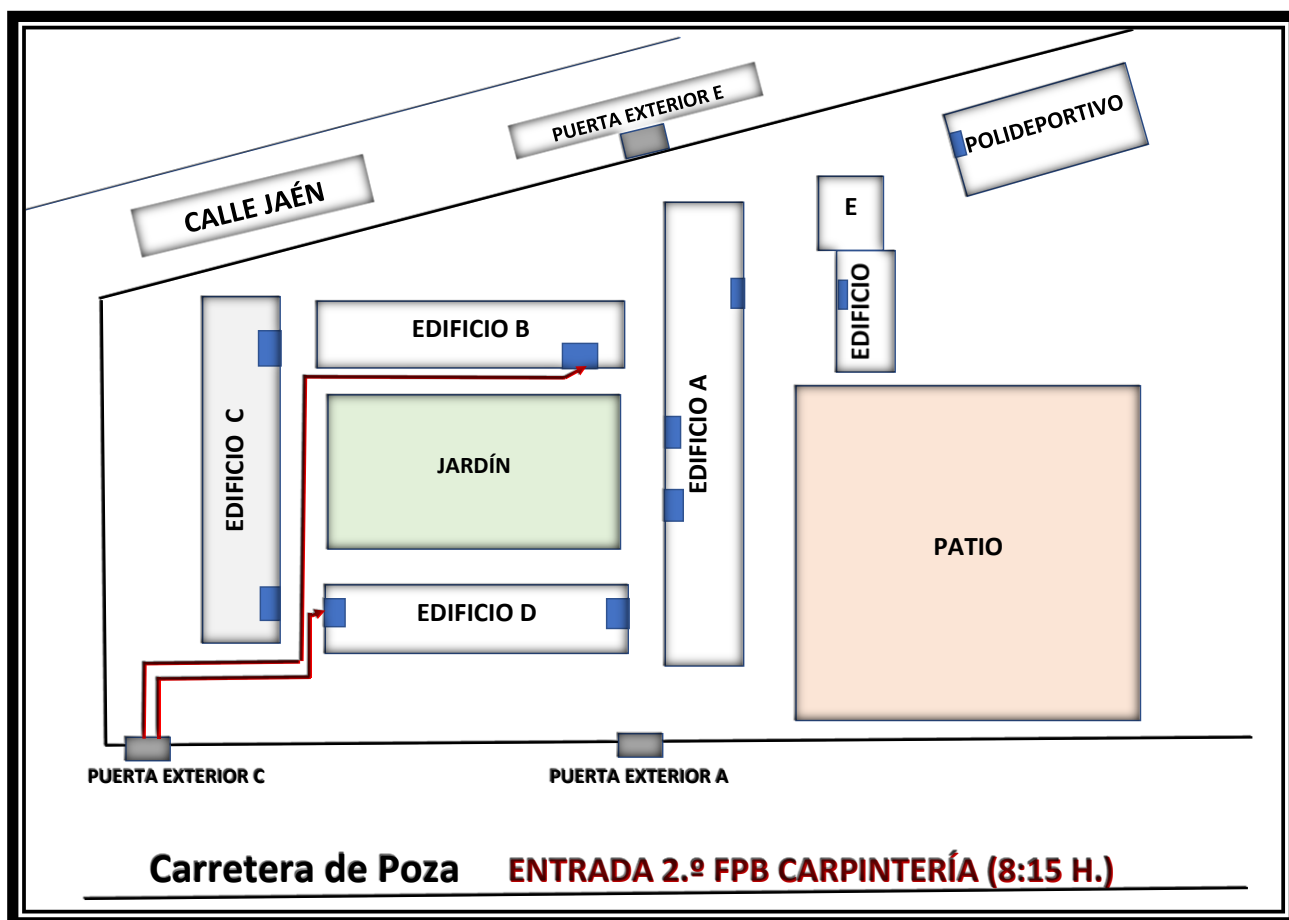 PUERTA EXTERIOR E
POLIDEPORTIVO
CALLE JAÉN
E
EDIFICIO
EDIFICIO B
EDIFICIO A
EDIFICIO C
JARDÍN
PATIO
EDIFICIO D
PUERTA EXTERIOR C
PUERTA EXTERIOR A
Carretera de Poza ENTRADA 2.º FPB CARPINTERÍA (8:15 H.)